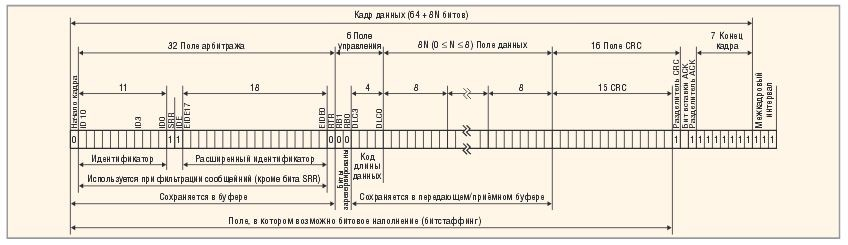 Кадр данных (64 + 8N битов)
32 Поле арбитража
6 Поле управления
8N (0 ≤ N ≤ 8) Поле данных
16 Поле CRC
7 Конец кадра
11
18
4
8
8
15 CRC
Начало кадра
ID10
ID3
ID0
SRR
IDE
EIDE17
EIDE0
RTR
RB1
RB0
DLC3
DLC0
Разделитель CRC
Бит вставки ACK
Разделитель ACK
Межкадровый интервал
0 1 1 0 0 0 1 1 1 1 1 1 1 1 1 1 1 1
Идентификатор
Расширенный идентификатор
Биты зарезервированы
Код длины данных
Используется при фильтрации сообщений (кроме бита SRR)
Сохраняется в буфере
Сохраняется в передающем/приёмном буфере
Поле, в котором возможно битовое наполнение (битстаффинг)